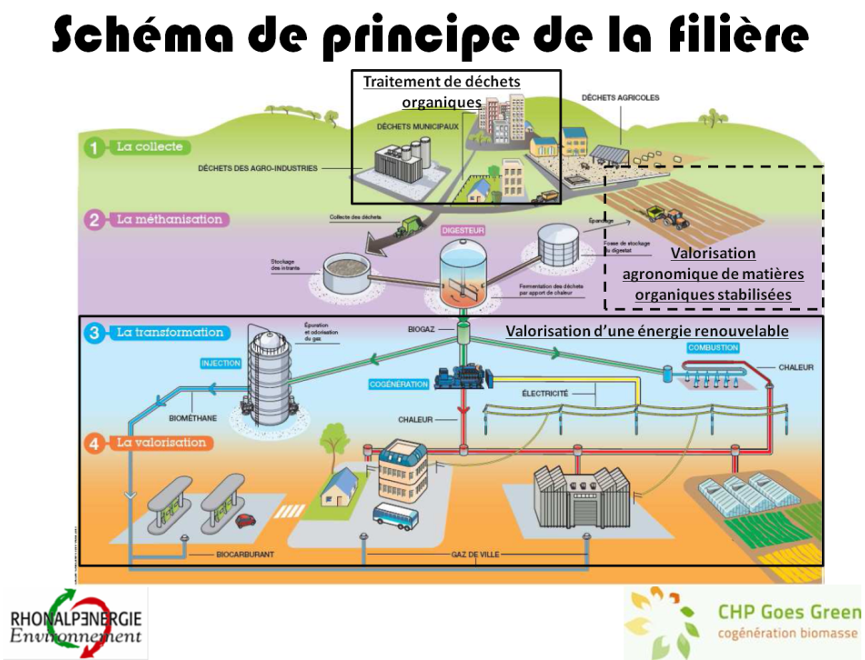 Schéma de principe de la filière
Traitement de déchets
organiques
DÉCHETS AGRICOLES
DÉCHETS MUNICIPAUX
1 La collecte
DÉCHETS DES AGRO-INDUSTRIES
2 La méthanisation
Collecte des déchets
Épandage
DIGESTEUR
Fosse de stockage
du digestat
Valorisation
agronomique de matières
organiques stabilisées
Stockage
des intrants
Fermentation des déchets
par apport de chaleur
3 La transformation
Épuration
et odorisation
du gaz
BIOGAZ
Valorisation d'une énergie renouvelable
INJECTION
COMBUSTION
CHALEUR
COGÉNÉRATION
ÉLECTRICITÉ
BIOMÉTHANE
CHALEUR
4 La valorisation
BIOCARBURANT
GAZ DE VILLE
RHONALPENERGIE
Environnement
CHP Goes Green
cogénération biomasse